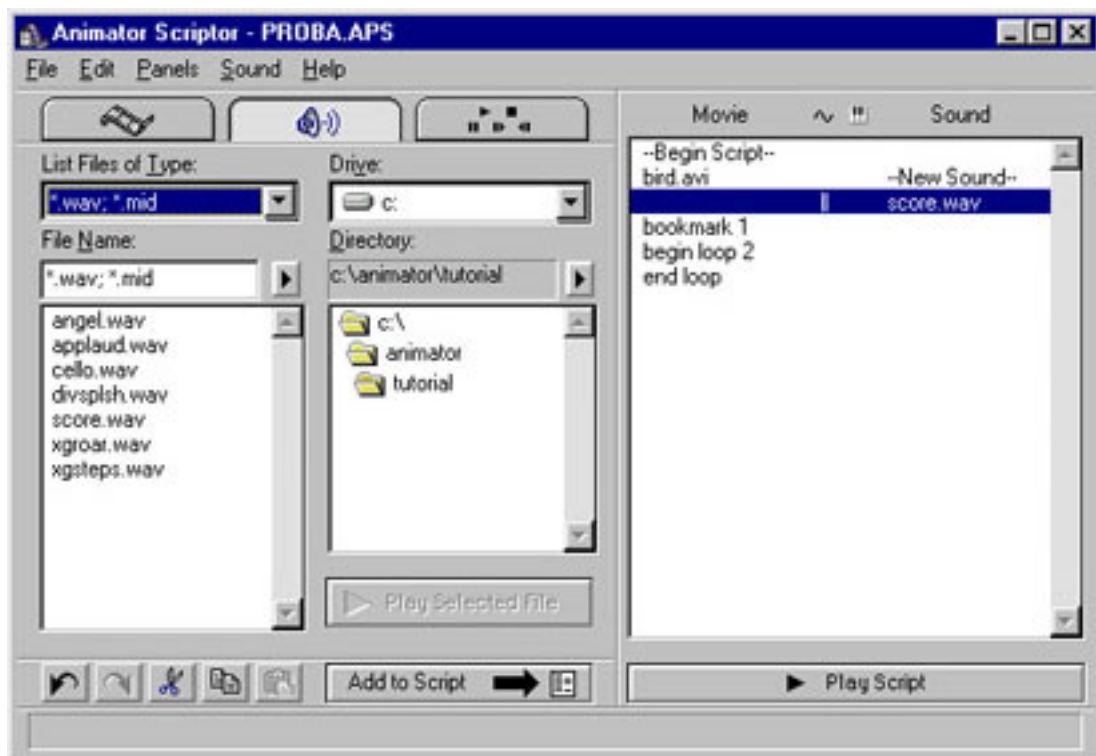 Animator Scriptor - PROBA.APS
File Edit Panels Sound Help
List Files of Type:
*.wav; *.mid
File Name:
*.wav; *.mid
angel.wav
applaud.wav
cello.wav
divsplsh.wav
score.wav
xgroar.wav
xgsteps.wav
Drive:
c:
Directory:
c:\animator\tutorial
c:\
animator
tutorial
Play Selected File
Add to Script
Movie Sound
--Begin Script--
bird.avi --New Sound--
score.wav
bookmark 1
begin loop 2
end loop
Play Script